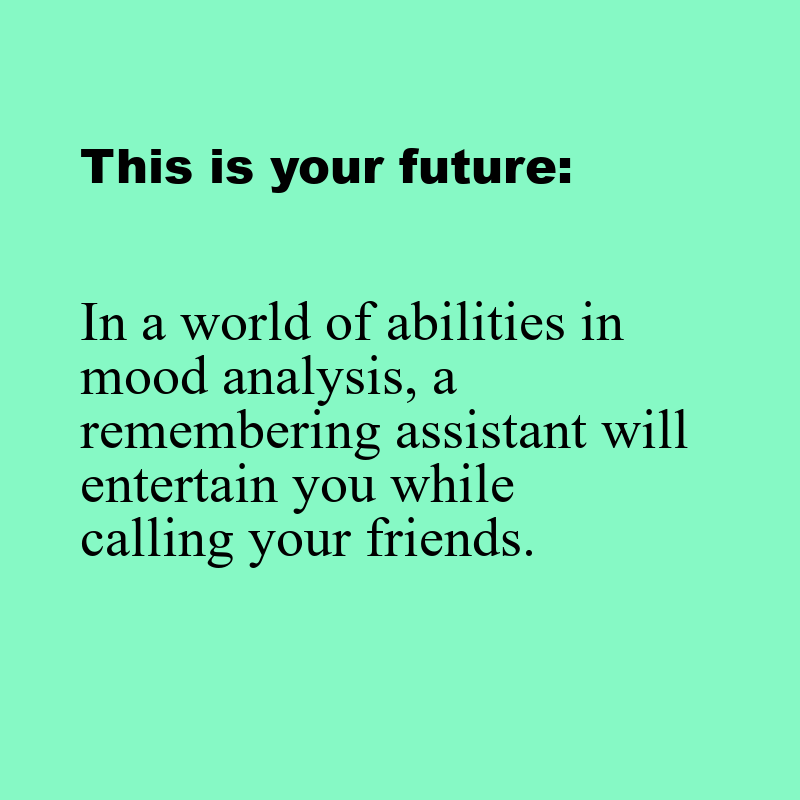 This is your future:
In a world of abilities in
mood analysis, a
remembering assistant will
entertain you while
calling your friends.